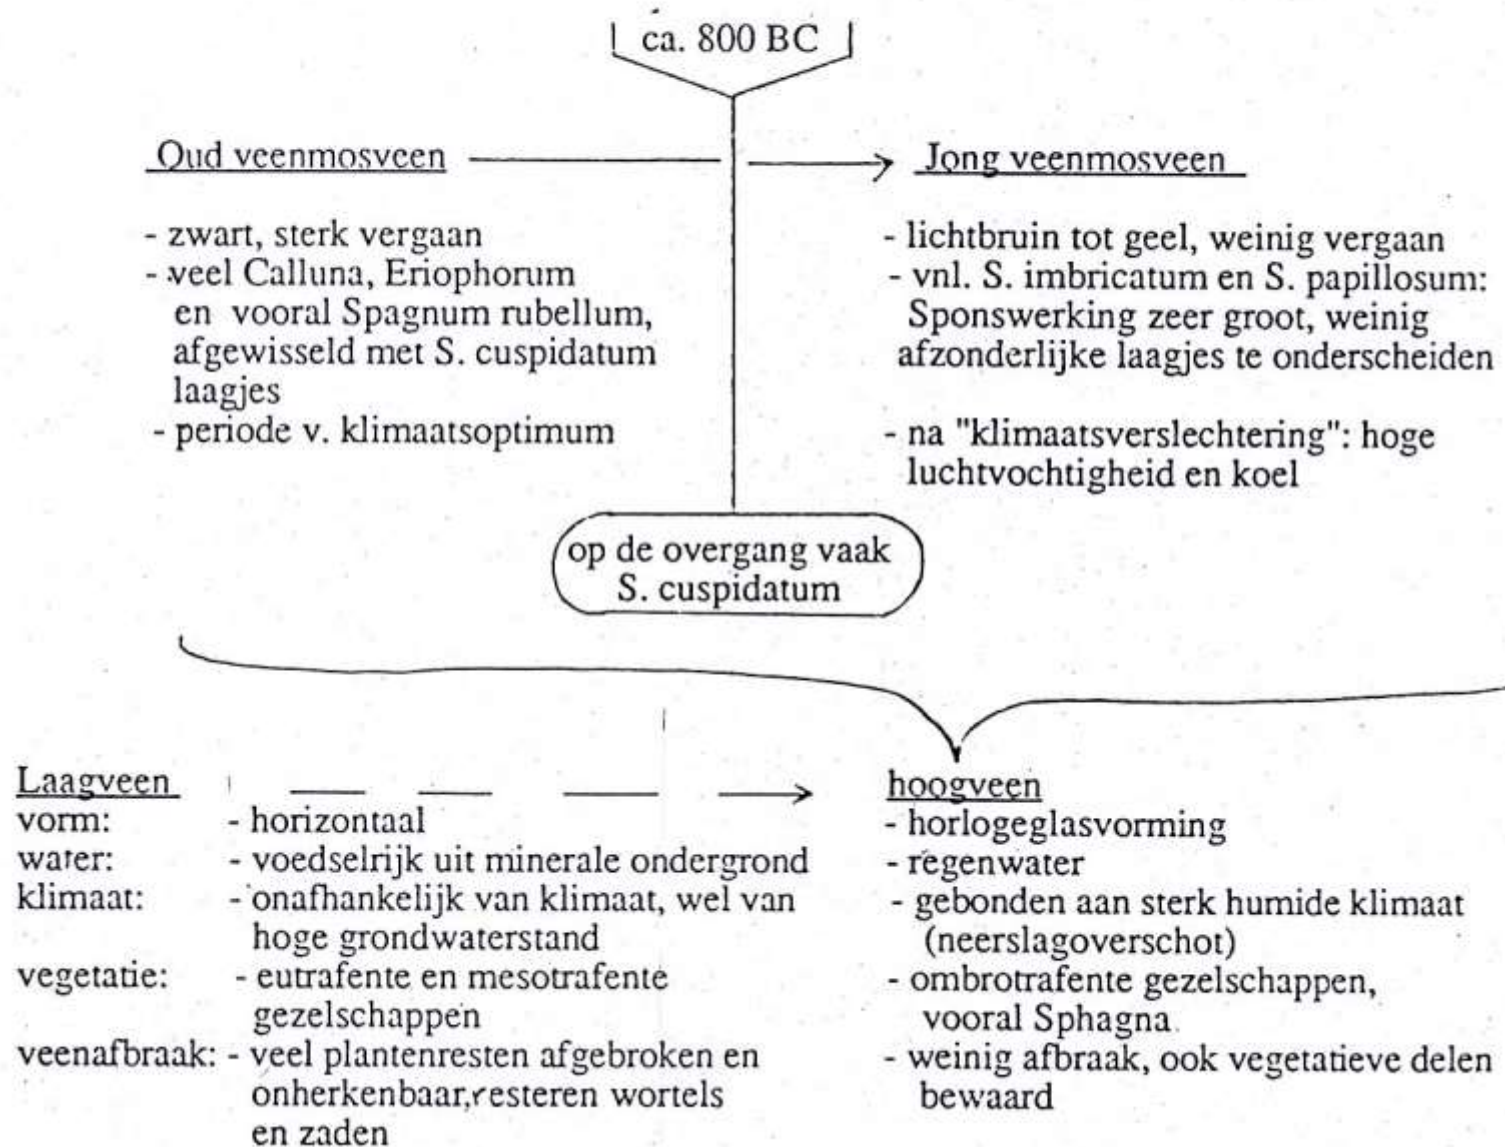 ca. 800 BC
Oud veenmosveen
- zwart, sterk vergaan
- veel Calluna, Eriophorum
en vooral Spagnum rubellum,
afgewisseld met S. cuspidatum
laagjes
- periode v. klimaatsoptimum
Jong veenmosveen
- lichtbruin tot geel, weinig vergaan
- vnl. S. imbricatum en S. papillosum:
Sponswerking zeer groot, weinig
afzonderlijke laagjes te onderscheiden
- na "klimaatsverslechtering": hoge
luchtvochtigheid en koel
op de overgang vaak
S. cuspidatum
Laagveen
vorm: - horizontaal
water: - voedselrijk uit minerale ondergrond
klimaat: - onafhankelijk van klimaat, wel van
hoge grondwaterstand
vegetatie: - eutrafente en mesotrafente
gezelschappen
veenafbraak: - veel plantenresten afgebroken en
onherkenbaar,resteren wortels
en zaden
hoogveen
- horlogeglasvorming
- regenwater
- gebonden aan sterk humide klimaat
(neerslagoverschot)
- ombrotrafente gezelschappen,
vooral Sphagna.
- weinig afbraak, ook vegetatieve delen
bewaard